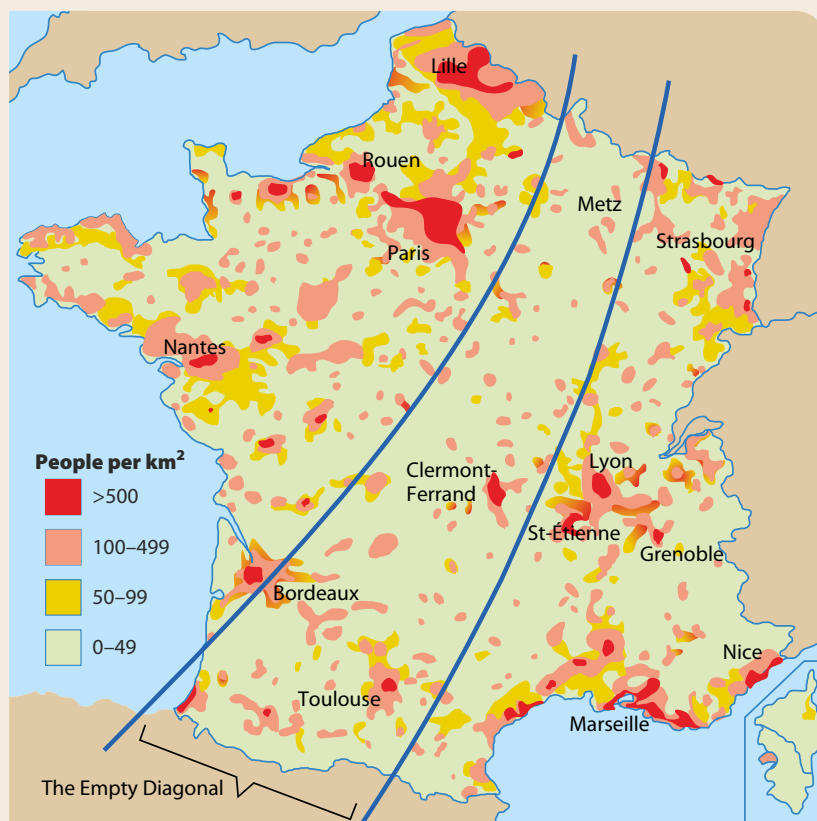 Lille
Rouen
Metz
Paris
Strasbourg
Nantes
People per km²
>500
100–499
50–99
0–49
Clermont-
Ferrand
Lyon
St-Étienne
Grenoble
Bordeaux
Nice
Toulouse
Marseille
The Empty Diagonal